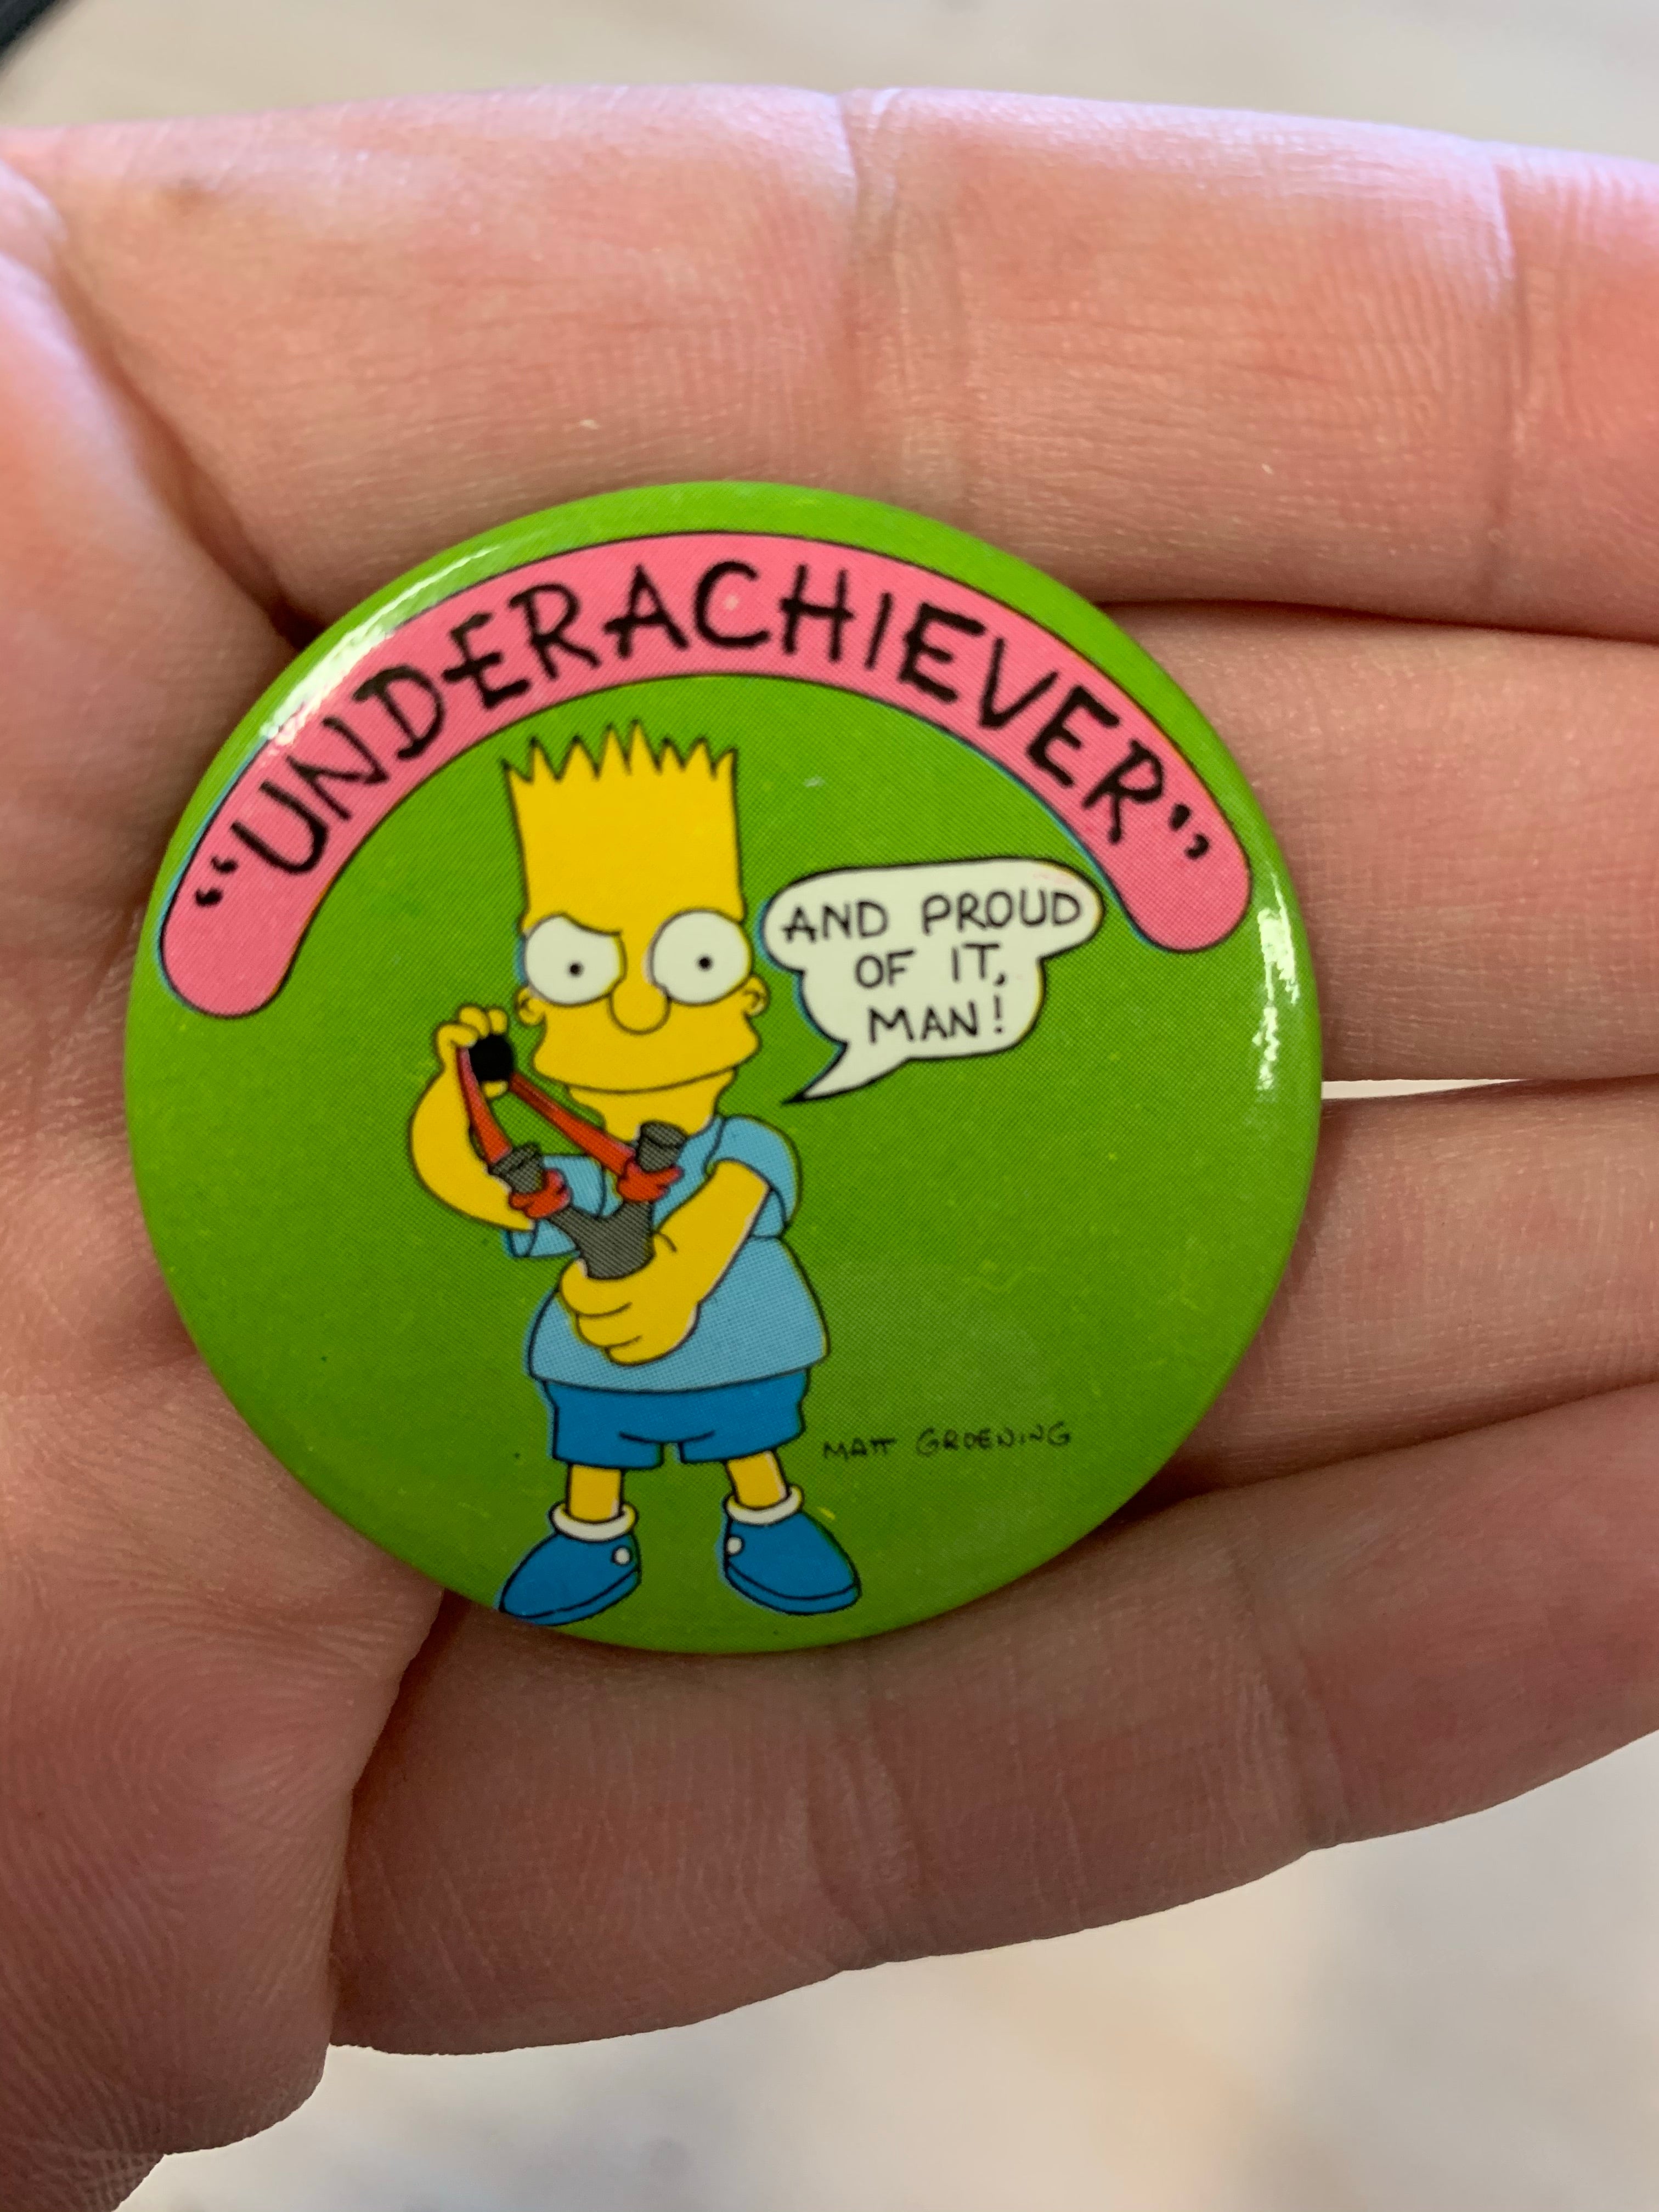 "UNDERACHIEVER"
AND PROUD
OF IT,
MAN!
MATT GROENING